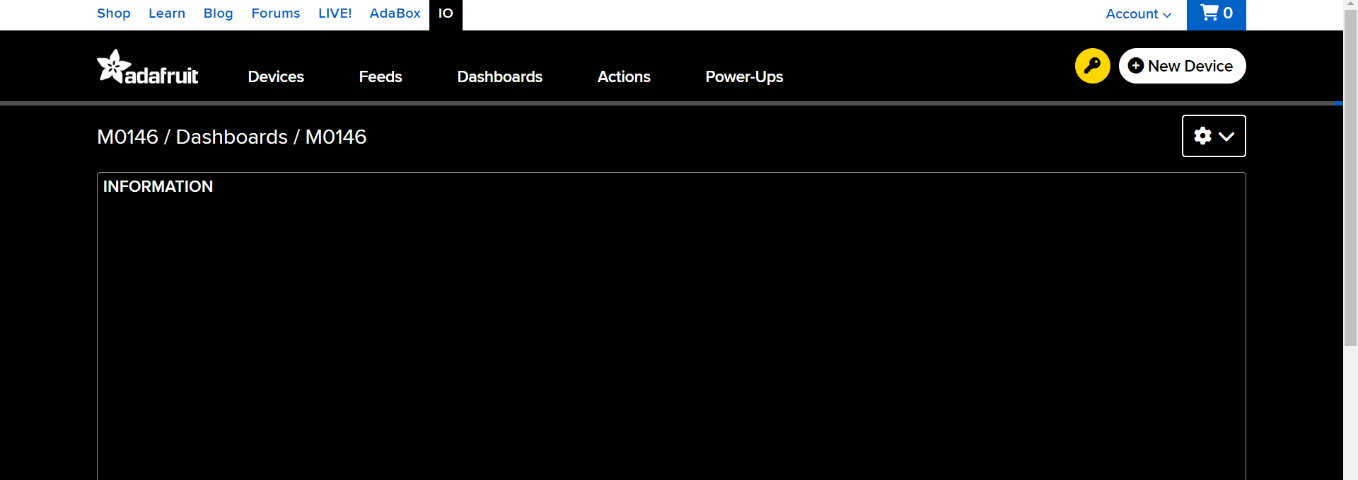 Shop Learn Blog Forums LIVE! AdaBox IO Account 0
adafruit Devices Feeds Dashboards Actions Power-Ups New Device
M0146 / Dashboards / M0146
INFORMATION